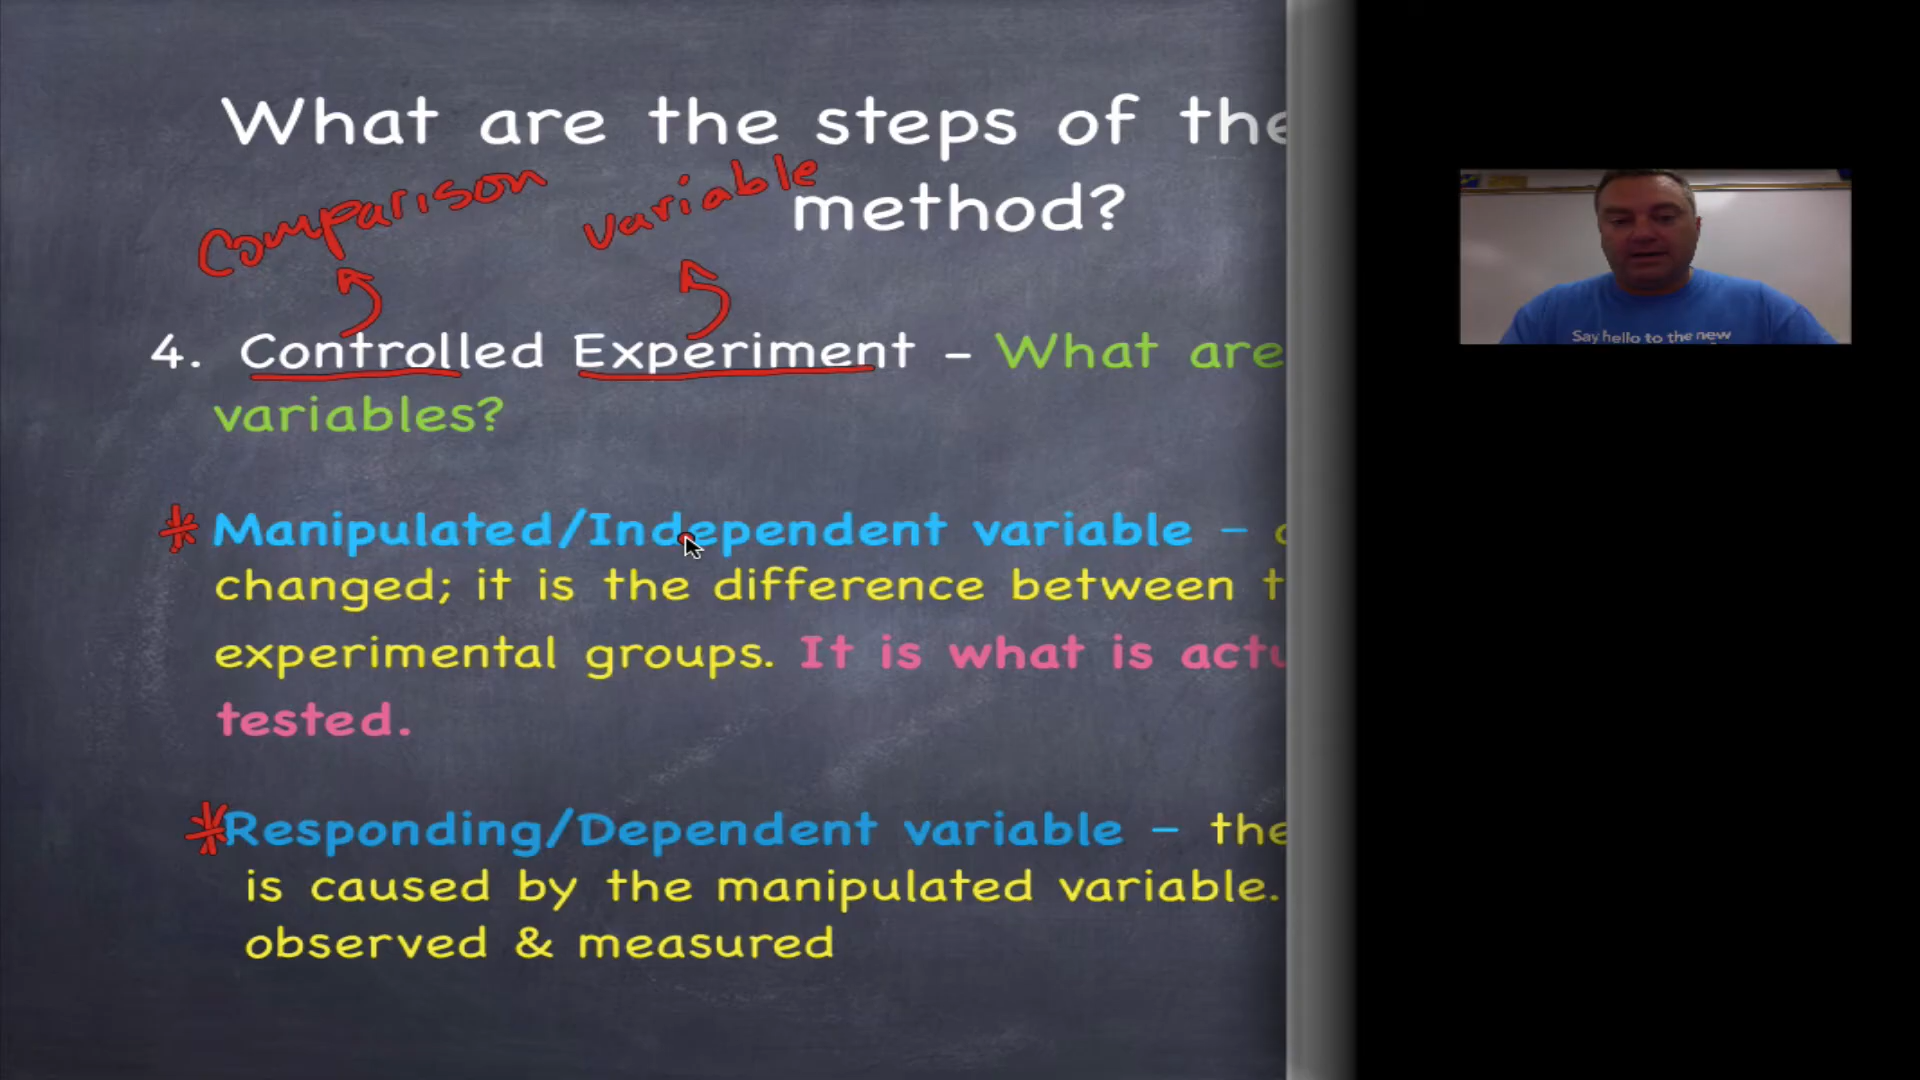 What are the steps of the
comparison
variable
method?
4. Controlled Experiment – What are
variables?
* Manipulated/Independent variable –
changed; it is the difference between
experimental groups. It is what is
tested.
* Responding/Dependent variable – the
is caused by the manipulated variable.
observed & measured
Say hello to the new